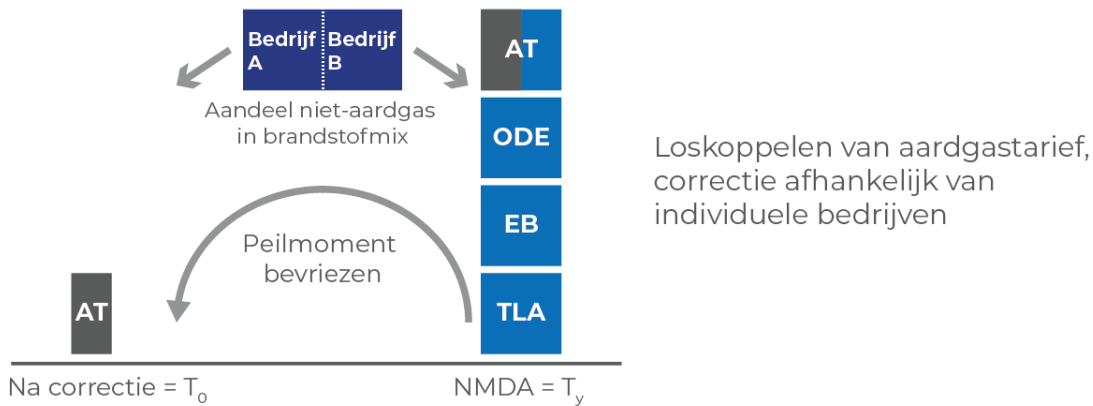 Bedrijf Bedrijf
A B
Aandeel niet-aardgas
in brandstofmix
AT
ODE
EB
TLA
Peilmoment
bevriezen
AT
Na correctie = T₀
NMDA = Tᵧ
Loskoppelen van aardgastarief,
correctie afhankelijk van
individuele bedrijven